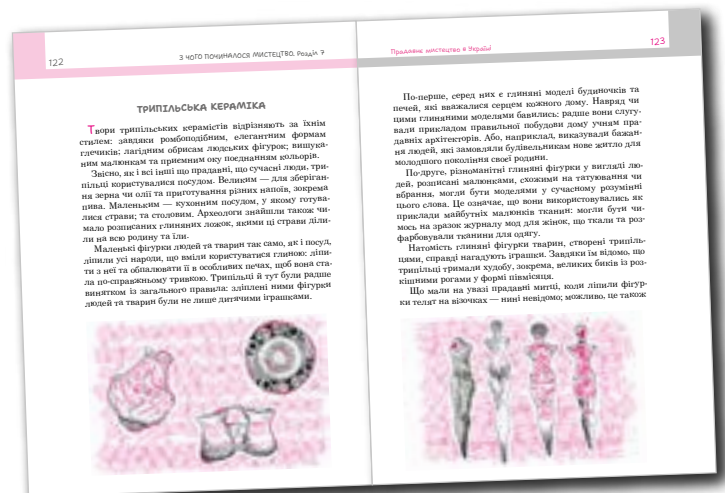 122
З ЧОГО ПОЧИНАЛОСЯ МИСТЕЦТВО. Розділ 7
ТРИПІЛЬСЬКА КЕРАМІКА
Твори трипільських керамістів відрізняють за їхнім
стилем: завдяки ромбоподібним, елегантним формам
глечиків; лагідним обрисам людських фігурок; вишука-
ним малюнкам та приємним оку поєднанням кольорів.
Звісно, як і всі інші що прадавні, що сучасні люди, три-
пільці користувалися посудом. Великим — для зберіган-
ня зерна чи олії та приготування різних напоїв, зокрема
пива. Маленьким — кухонним посудом, у якому готува-
лися страви; та столовим. Археологи знайшли також чи-
мало розписаних глиняних ложок, якими ці страви діли-
ли на всю родину та їли.
Маленькі фігурки людей та тварин так само, як і посуд,
ліпили усі народи, що вміли користуватися глиною: ліпи-
ти з неї та обпалювати її в особливих печах, щоб вона ста-
ла по-справжньому тривкою. Трипільці й тут були радше
винятком із загального правила: зліплені ними фігурки
людей та тварин були не лише дитячими іграшками.
Прадавнє мистецтво в Україні
123
По-перше, серед них є глиняні моделі будиночків та
печей, які вважалися серцем кожного дому. Навряд чи
цими глиняними моделями бавились: радше вони слугу-
вали прикладом правильної побудови дому учням пра-
давніх архітекторів. Або, наприклад, виказували бажан-
ня людей, які замовляли будівельникам нове житло для
молодшого покоління своєї родини.
По-друге, різноманітні глиняні фігурки у вигляді лю-
дей, розписані малюнками, схожими на татуювання чи
вбрання, могли бути моделями у сучасному розумінні
цього слова. Це означає, що вони використовувались як
приклади майбутніх малюнків тканин: могли бути чи-
мось на зразок журналу мод для жінок, що ткали та роз-
фарбовували тканини для одягу.
Натомість глиняні фігурки тварин, створені трипіль-
цями, справді нагадують іграшки. Завдяки їм відомо, що
трипільці тримали худобу, зокрема, великих биків із роз-
кішними рогами у формі півмісяця.
Що мали на увазі прадавні митці, коли ліпили фігур-
ки телят на візочках — нині невідомо; можливо, це також